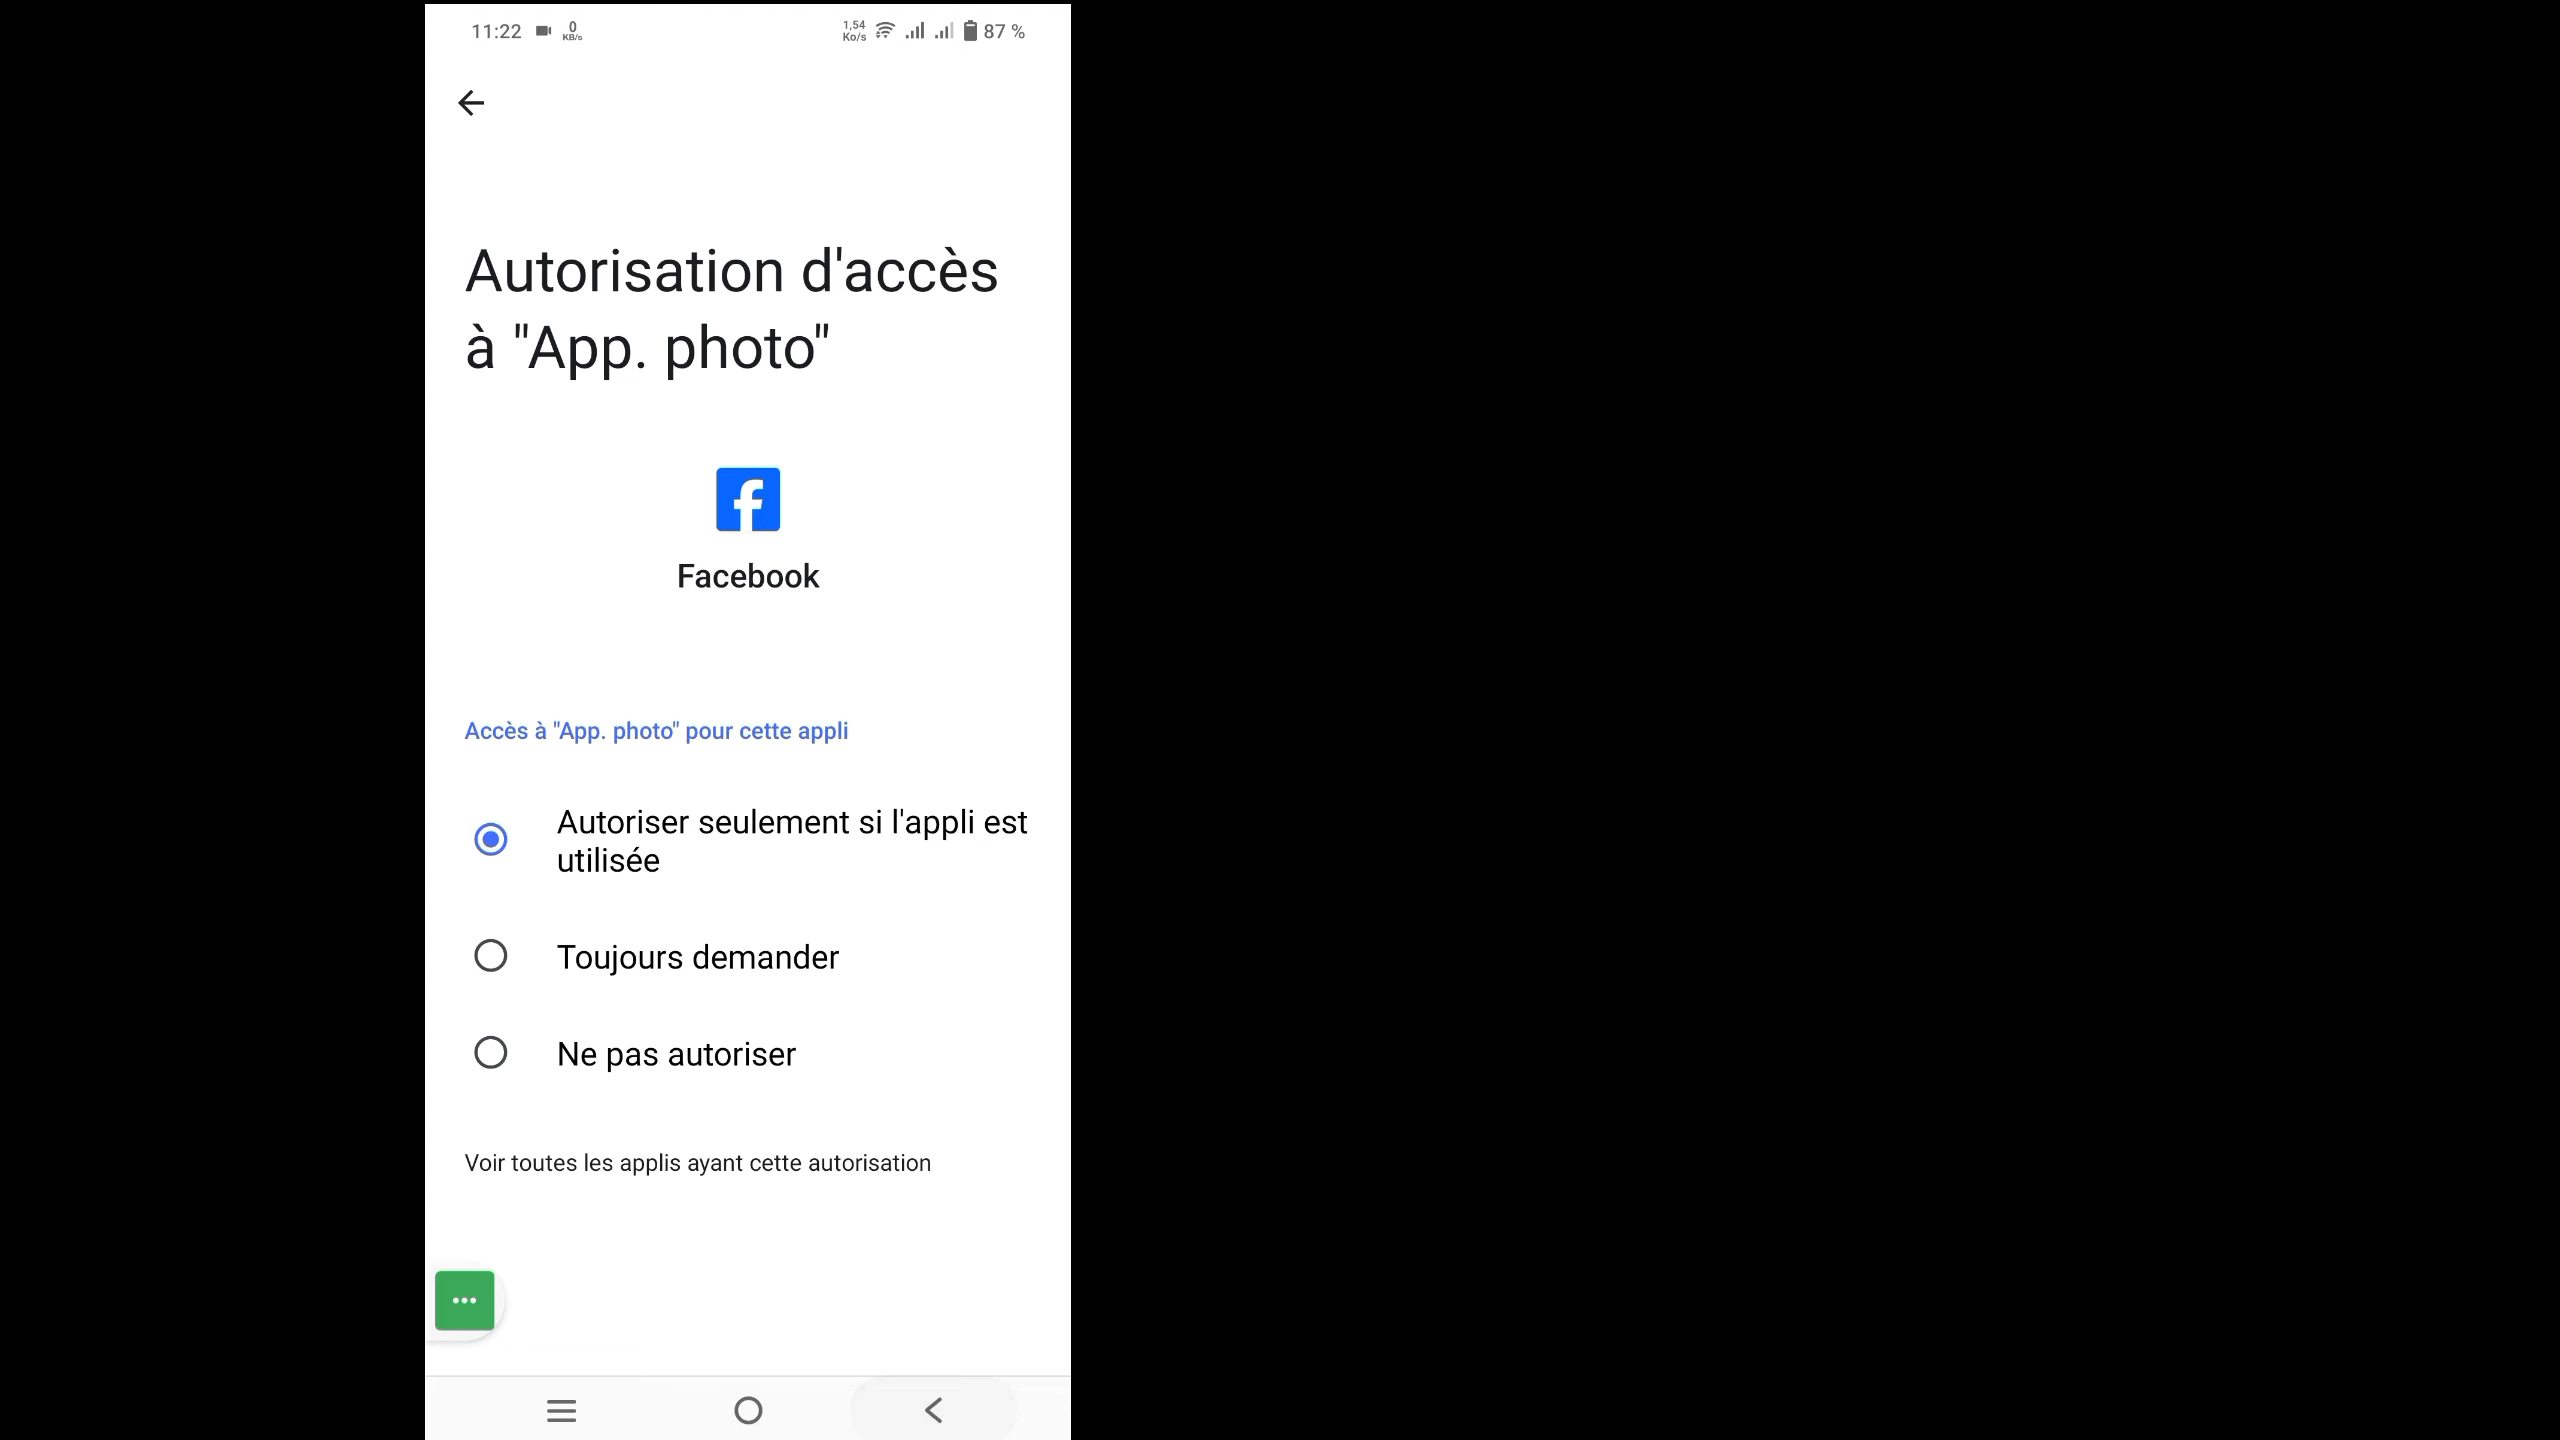 11:22 0 KB/s 1,54 Ko/s 87 %
Autorisation d'accès
à "App. photo"
Facebook
Accès à "App. photo" pour cette appli
Autoriser seulement si l'appli est
utilisée
Toujours demander
Ne pas autoriser
Voir toutes les applis ayant cette autorisation